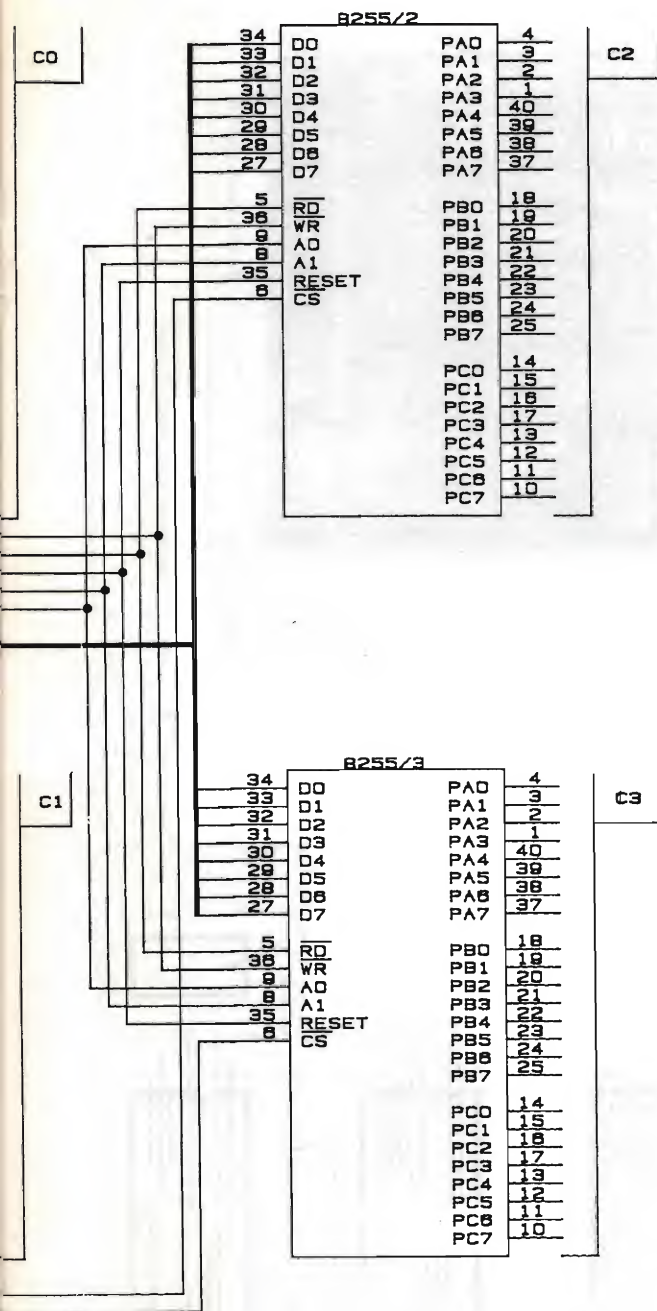 C0
8255/2
C2
34 D0 PA0 4
33 D1 PA1 3
32 D2 PA2 2
31 D3 PA3 1
30 D4 PA4 40
29 D5 PA5 39
28 D6 PA6 38
27 D7 PA7 37
5 RD PB0 18
36 WR PB1 19
9 A0 PB2 20
8 A1 PB3 21
35 RESET PB4 22
6 CS PB5 23
PB6 24
PB7 25
PC0 14
PC1 15
PC2 16
PC3 17
PC4 13
PC5 12
PC6 11
PC7 10
C1
8255/3
C3
34 D0 PA0 4
33 D1 PA1 3
32 D2 PA2 2
31 D3 PA3 1
30 D4 PA4 40
29 D5 PA5 39
28 D6 PA6 38
27 D7 PA7 37
5 RD PB0 18
36 WR PB1 19
9 A0 PB2 20
8 A1 PB3 21
35 RESET PB4 22
6 CS PB5 23
PB6 24
PB7 25
PC0 14
PC1 15
PC2 16
PC3 17
PC4 13
PC5 12
PC6 11
PC7 10